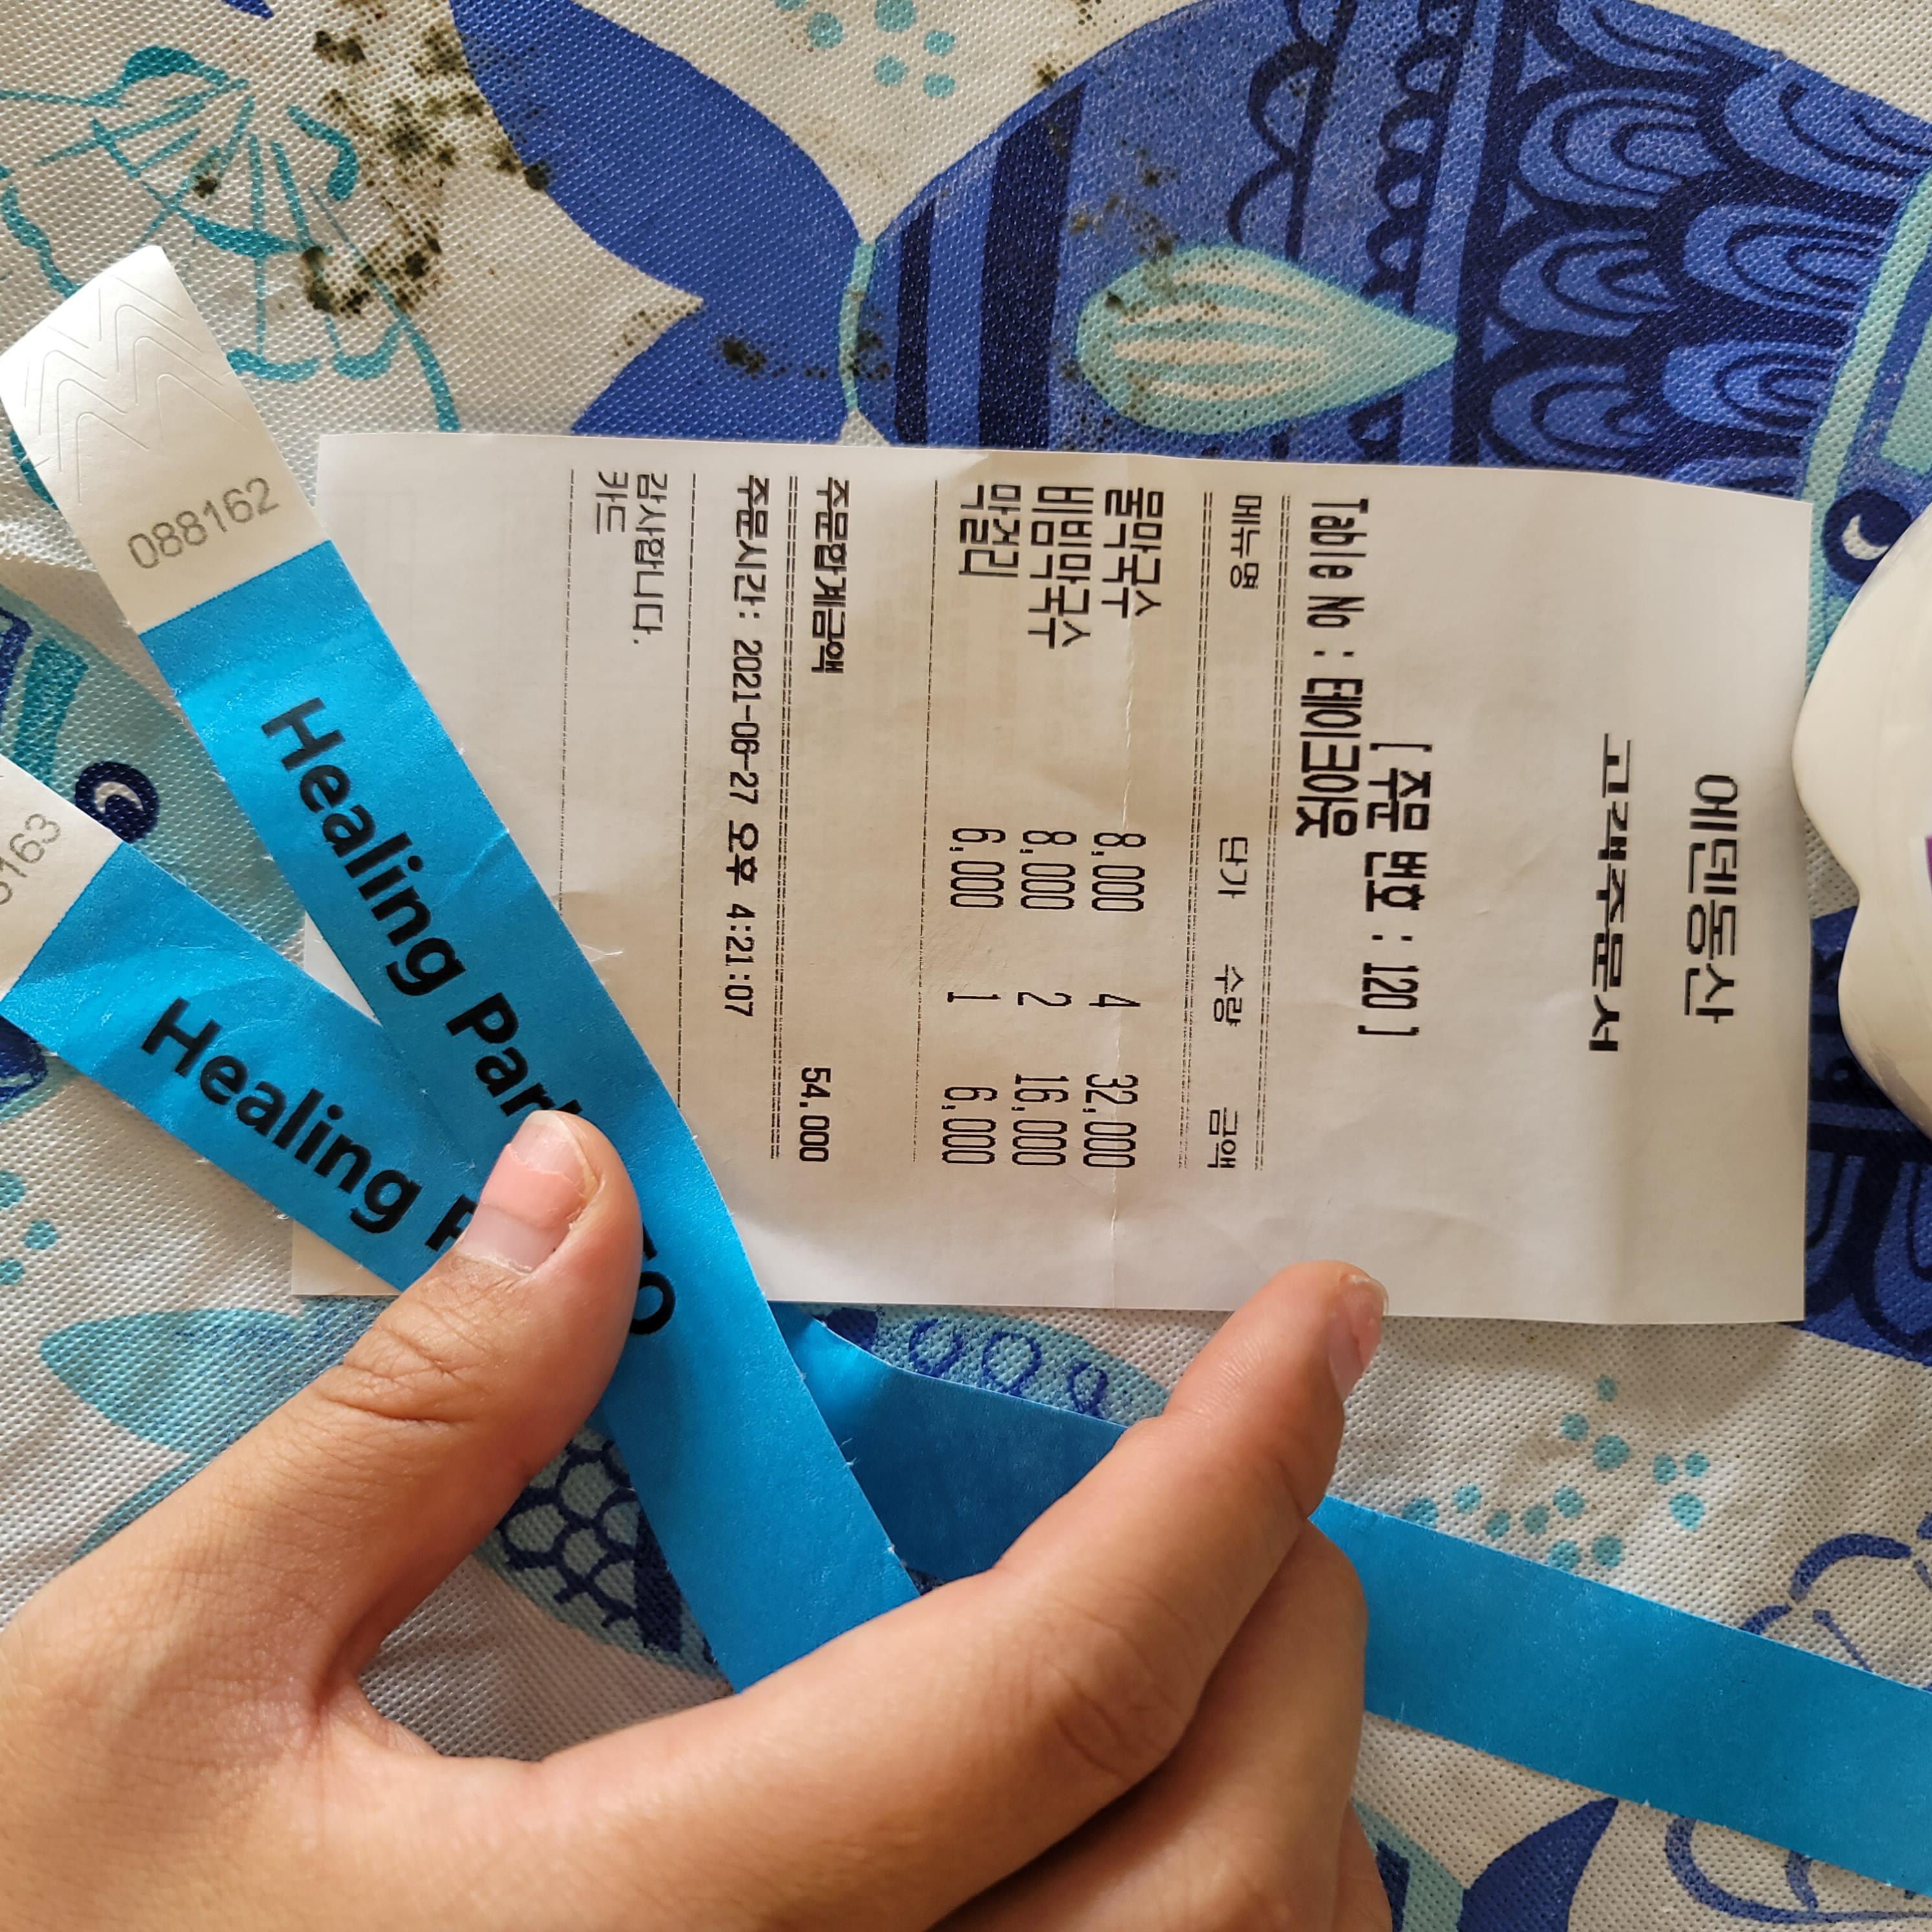 에덴동산
고객주문서
[ 주문 번호 : 120 ]
Table No : 테이크아웃
메뉴명 단가 수량 금액
물막국수 8,000 4 32,000
비빔막국수 8,000 2 16,000
막걸리 6,000 1 6,000
주문합계금액 54,000
주문시간: 2021-06-27 오후 4:21:07
감사합니다.
카드
088162
Healing
163
Healing